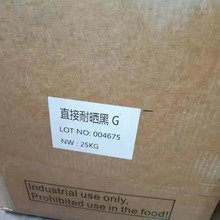 直接耐晒黑 G
LOT NO: 004675
NW : 25KG
Industrial use only.
Prohibited use in the food!